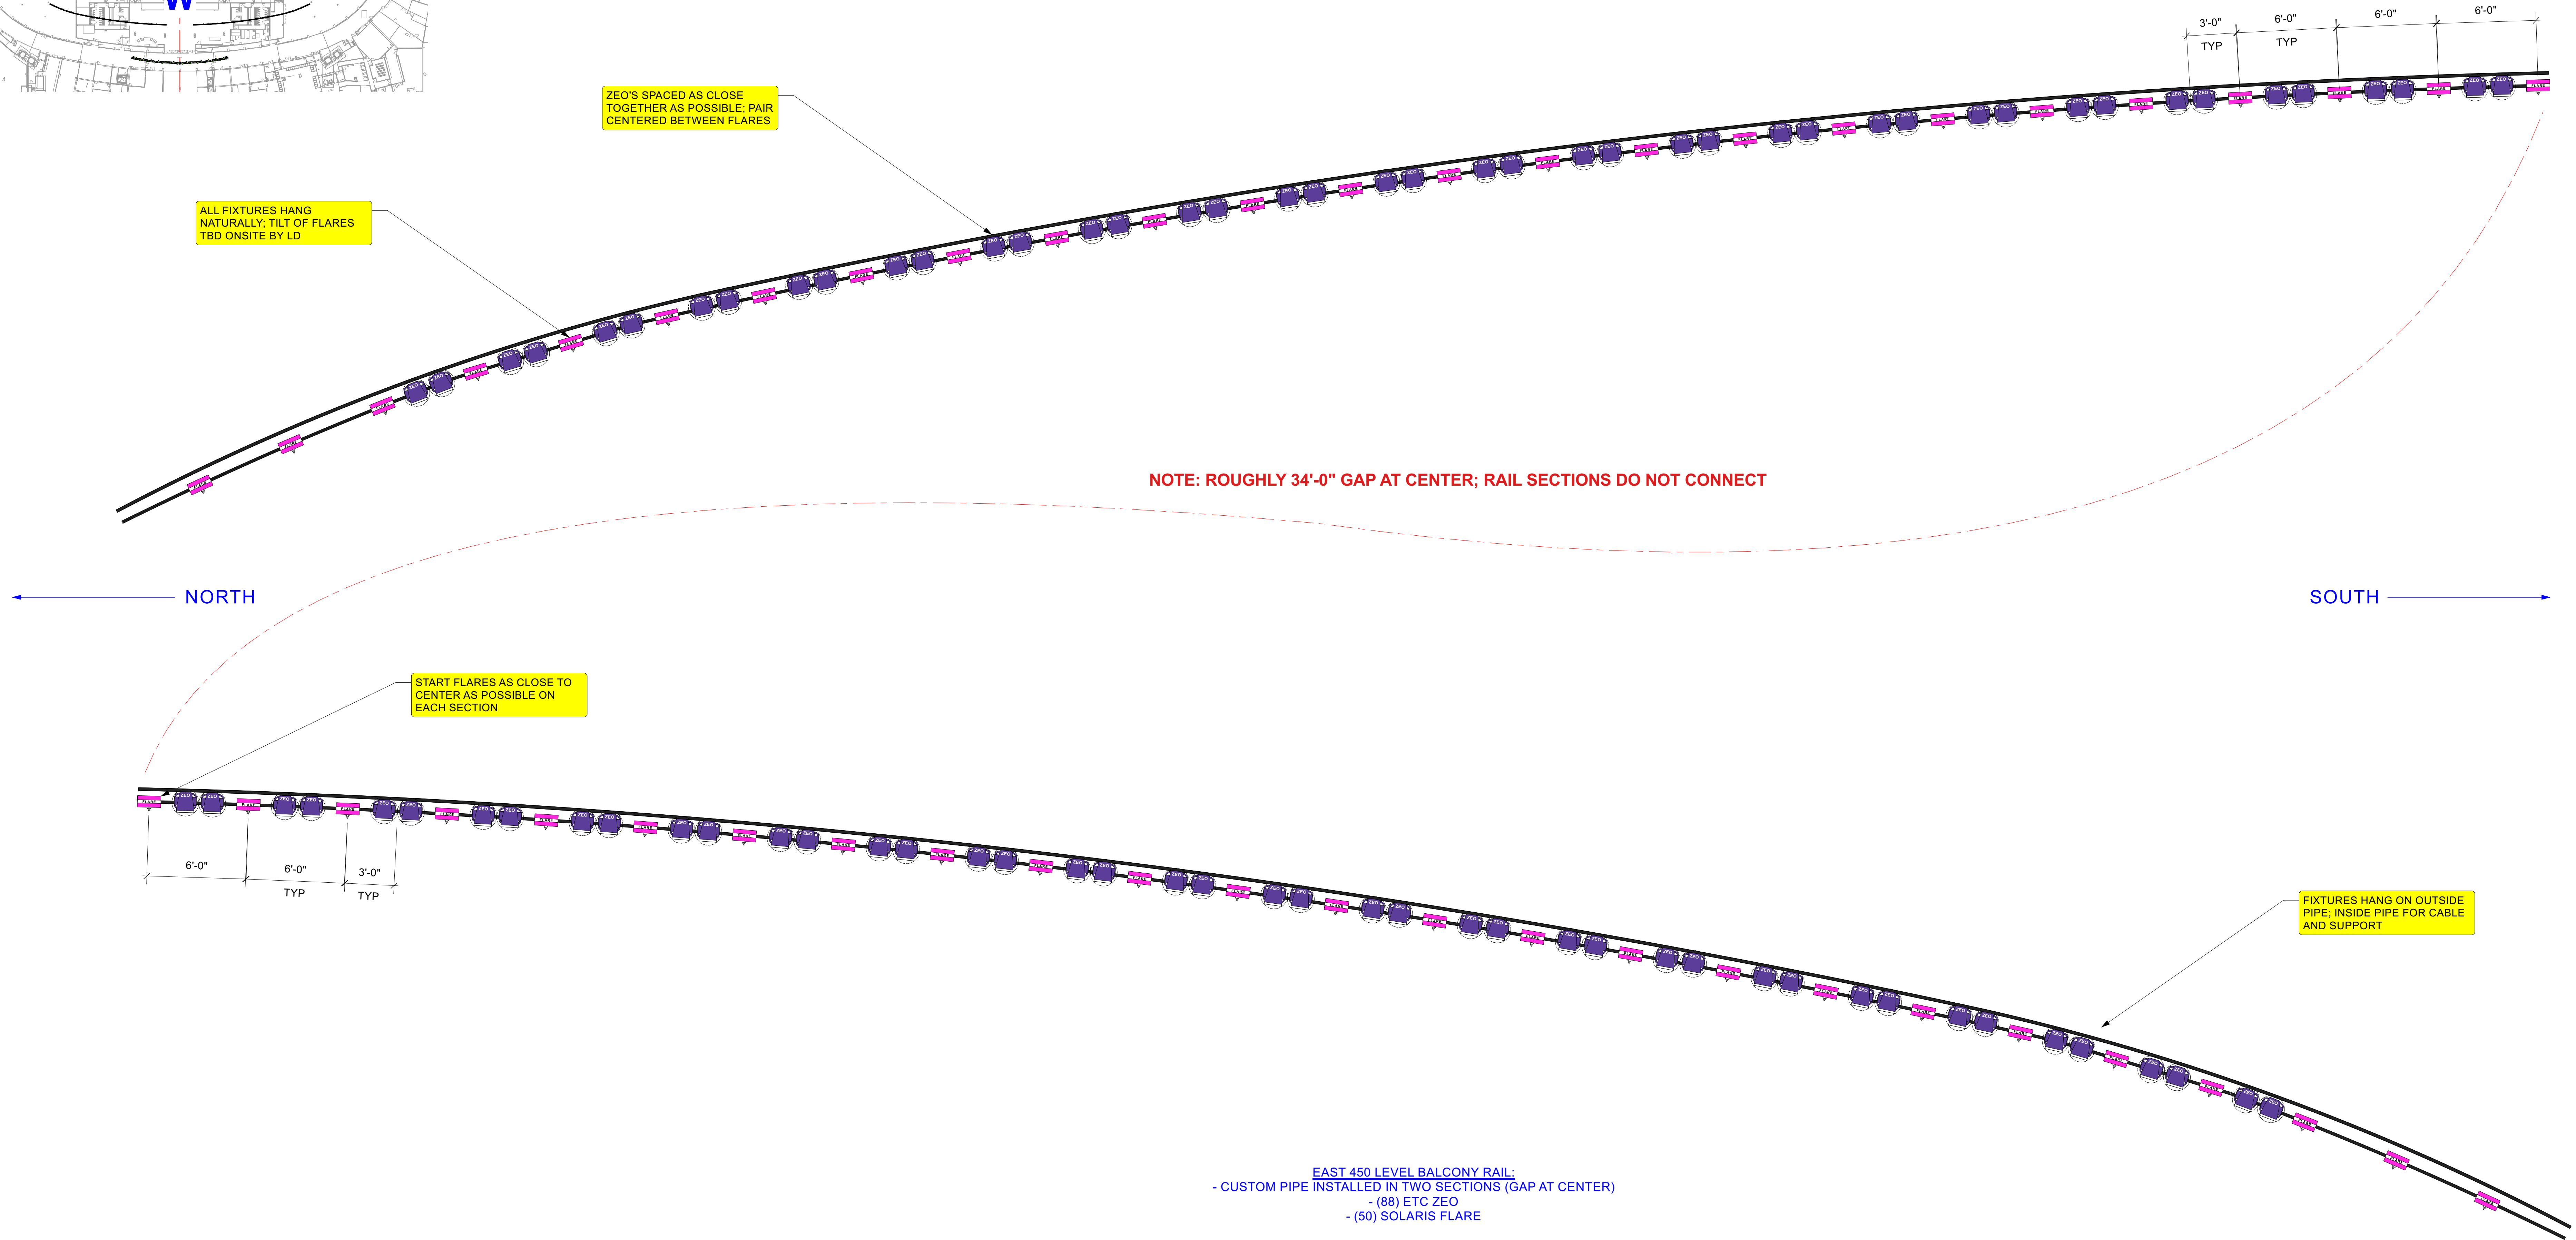 W
3'-0"
6'-0"
6'-0"
6'-0"
TYP
TYP
ZEO'S SPACED AS CLOSE
TOGETHER AS POSSIBLE; PAIR
CENTERED BETWEEN FLARES
ALL FIXTURES HANG
NATURALLY; TILT OF FLARES
TBD ONSITE BY LD
NOTE: ROUGHLY 34'-0" GAP AT CENTER; RAIL SECTIONS DO NOT CONNECT
NORTH
SOUTH
START FLARES AS CLOSE TO
CENTER AS POSSIBLE ON
EACH SECTION
FLARE
ZEO
ZEO
6'-0"
6'-0"
3'-0"
TYP
TYP
FIXTURES HANG ON OUTSIDE
PIPE; INSIDE PIPE FOR CABLE
AND SUPPORT
EAST 450 LEVEL BALCONY RAIL:
- CUSTOM PIPE INSTALLED IN TWO SECTIONS (GAP AT CENTER)
- (88) ETC ZEO
- (50) SOLARIS FLARE